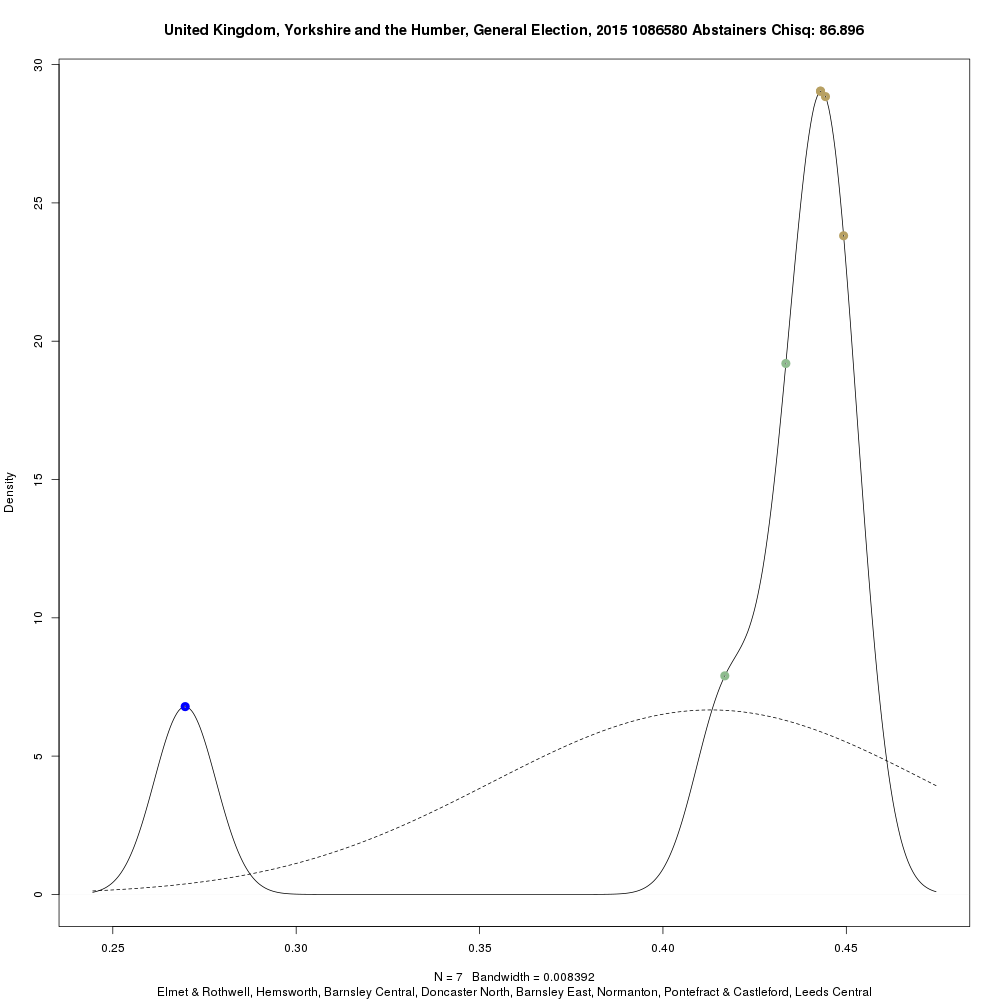 United Kingdom, Yorkshire and the Humber, General Election, 2015 1086580 Abstainers Chisq: 86.896
30
25
20
15
10
5
0
Density
0.25 0.30 0.35 0.40 0.45
N = 7 Bandwidth = 0.008392
Elmet & Rothwell, Hemsworth, Barnsley Central, Doncaster North, Barnsley East, Normanton, Pontefract & Castleford, Leeds Central